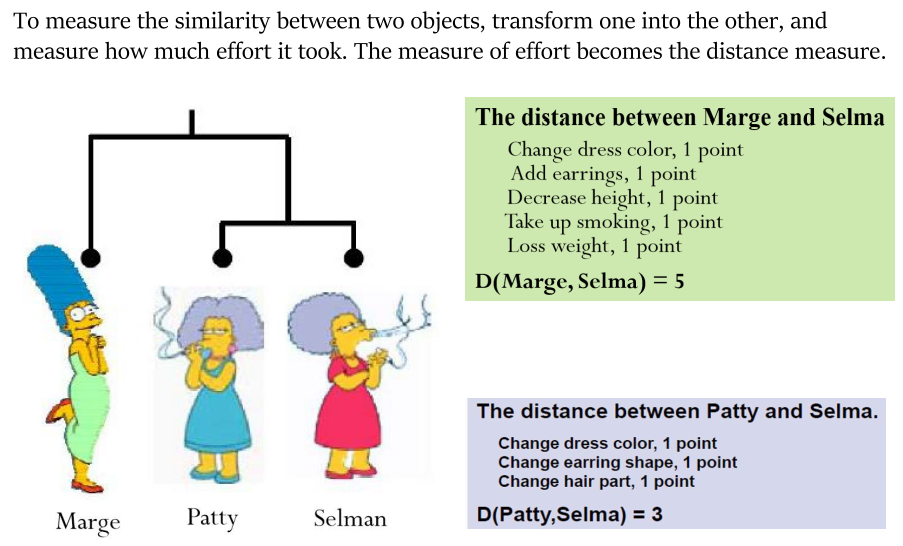 To measure the similarity between two objects, transform one into the other, and
measure how much effort it took. The measure of effort becomes the distance measure.
The distance between Marge and Selma
Change dress color, 1 point
Add earrings, 1 point
Decrease height, 1 point
Take up smoking, 1 point
Loss weight, 1 point
D(Marge, Selma) = 5
The distance between Patty and Selma.
Change dress color, 1 point
Change earring shape, 1 point
Change hair part, 1 point
D(Patty,Selma) = 3
Marge
Patty
Selman